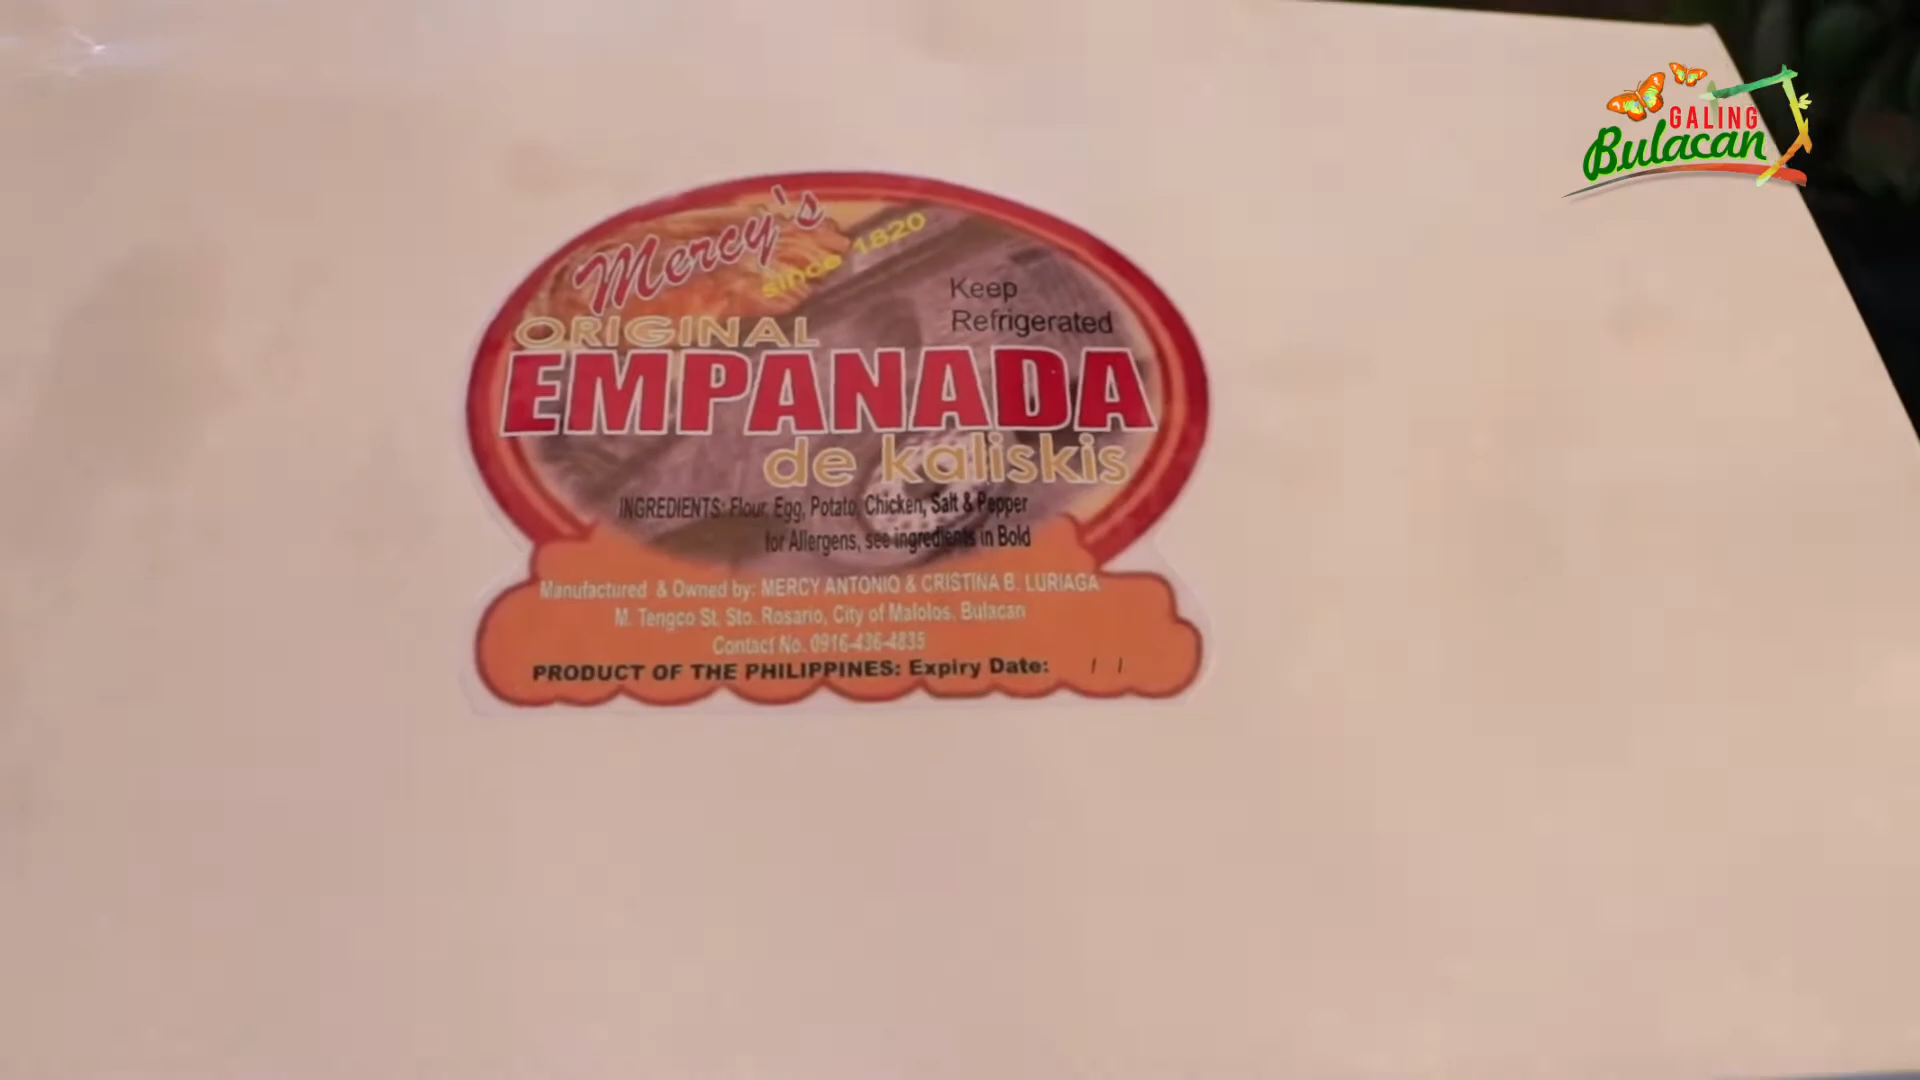 GALING
Bulacan
Mercy's
since 1820
Keep
Refrigerated
ORIGINAL
EMPANADA
de kaliskis
INGREDIENTS: Flour, Egg, Potato, Chicken, Salt & Pepper
for Allergens, see ingredients in Bold
Manufactured & Owned by: MERCY ANTONIO & CRISTINA B. LURIAGA
M. Tengco St. Sto. Rosario, City of Malolos, Bulacan
Contact No. 0916-436-4835
PRODUCT OF THE PHILIPPINES: Expiry Date: / /